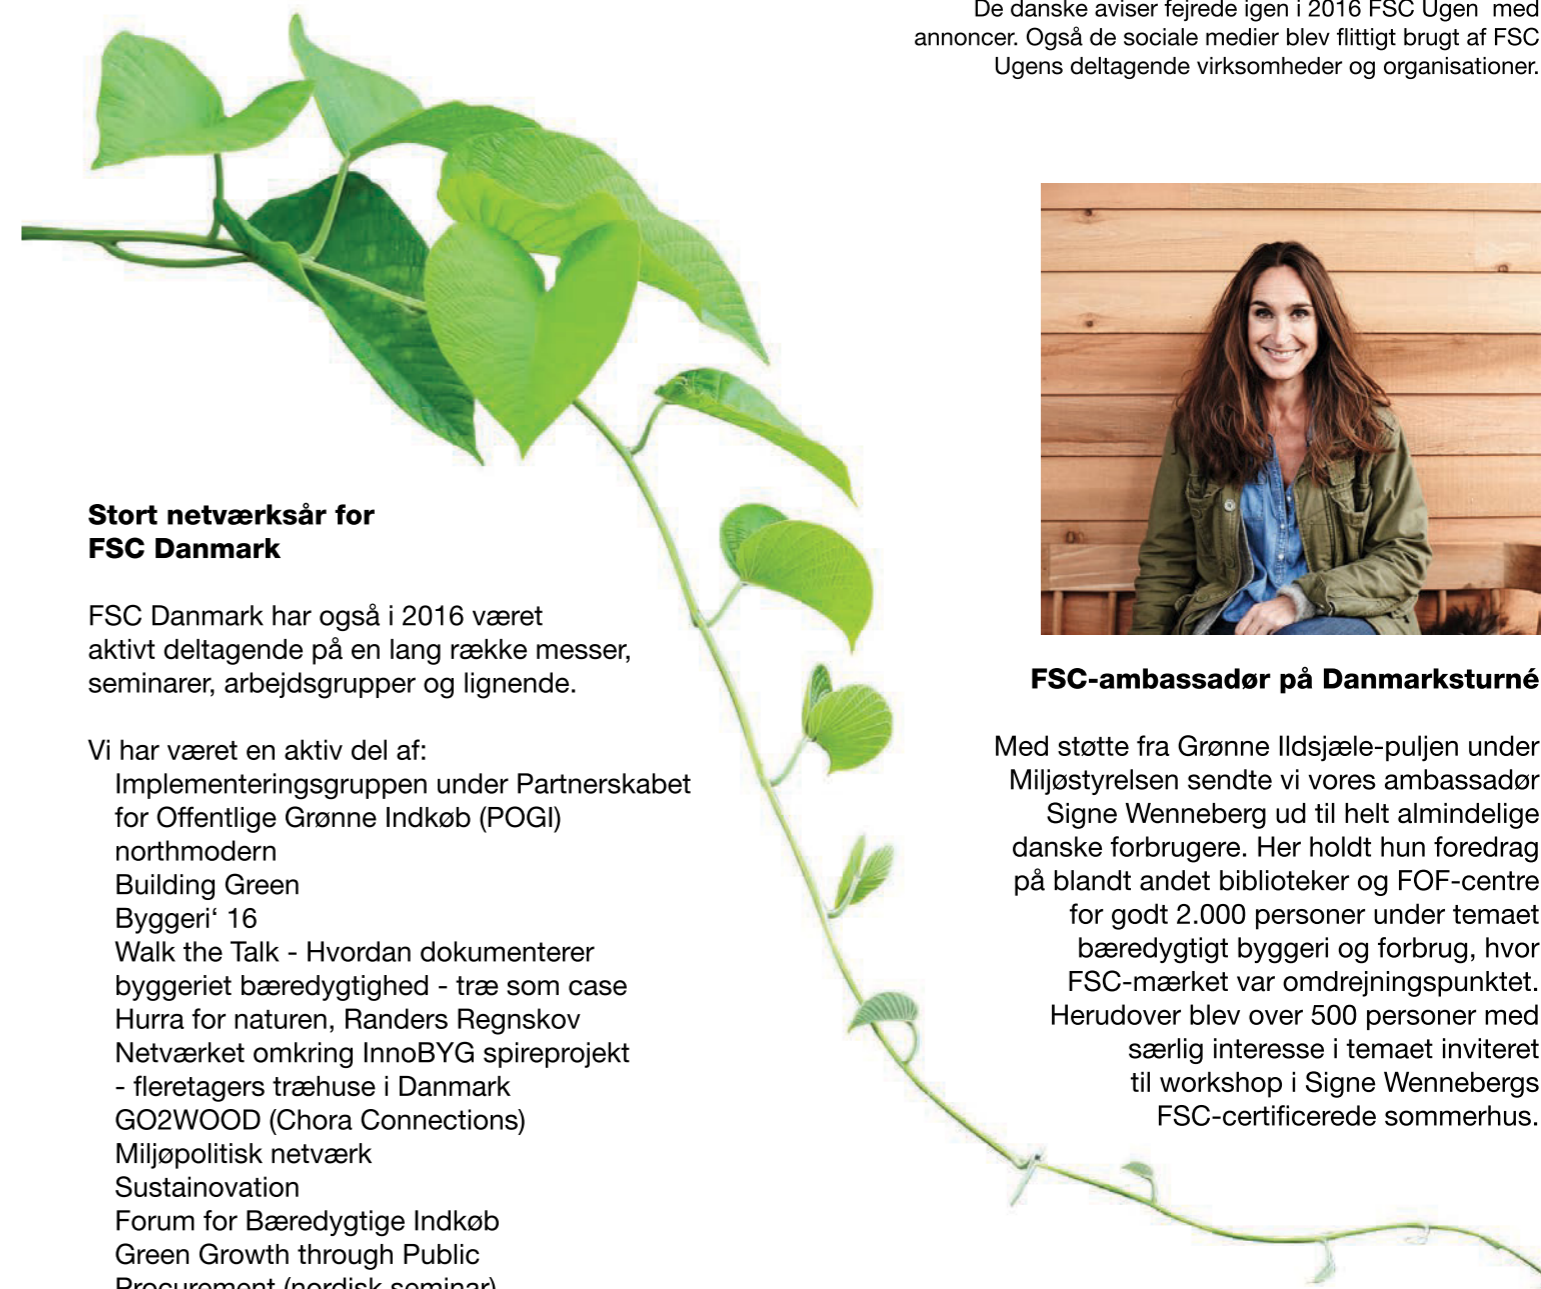 De danske aviser fejrede igen i 2016 FSC Ugen med
annoncer. Også de sociale medier blev flittigt brugt af FSC
Ugens deltagende virksomheder og organisationer.
Stort netværksår for
FSC Danmark
FSC Danmark har også i 2016 været
aktivt deltagende på en lang række messer,
seminarer, arbejdsgrupper og lignende.
Vi har været en aktiv del af:
Implementeringsgruppen under Partnerskabet
for Offentlige Grønne Indkøb (POGI)
northmodern
Building Green
Byggeri‘ 16
Walk the Talk - Hvordan dokumenterer
byggeriet bæredygtighed - træ som case
Hurra for naturen, Randers Regnskov
Netværket omkring InnoBYG spireprojekt
- fleretagers træhuse i Danmark
GO2WOOD (Chora Connections)
Miljøpolitisk netværk
Sustainovation
Forum for Bæredygtige Indkøb
Green Growth through Public
Procurement (nordisk seminar)
FSC-ambassadør på Danmarksturné
Med støtte fra Grønne Ildsjæle-puljen under
Miljøstyrelsen sendte vi vores ambassadør
Signe Wenneberg ud til helt almindelige
danske forbrugere. Her holdt hun foredrag
på blandt andet biblioteker og FOF-centre
for godt 2.000 personer under temaet
bæredygtigt byggeri og forbrug, hvor
FSC-mærket var omdrejningspunktet.
Herudover blev over 500 personer med
særlig interesse i temaet inviteret
til workshop i Signe Wennebergs
FSC-certificerede sommerhus.